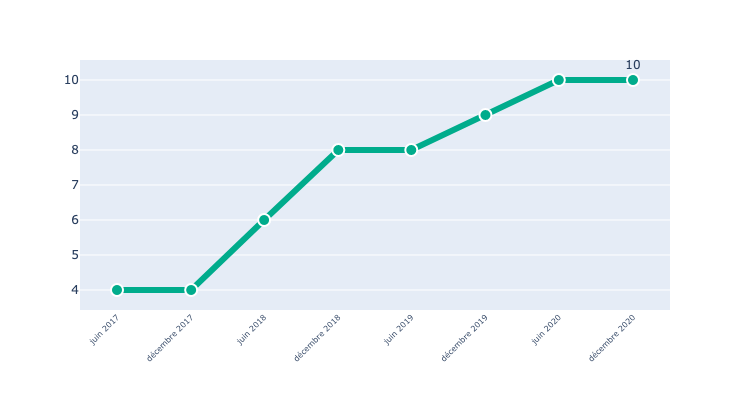 10
10
9
8
7
6
5
4
juin 2017
décembre 2017
juin 2018
décembre 2018
juin 2019
décembre 2019
juin 2020
décembre 2020